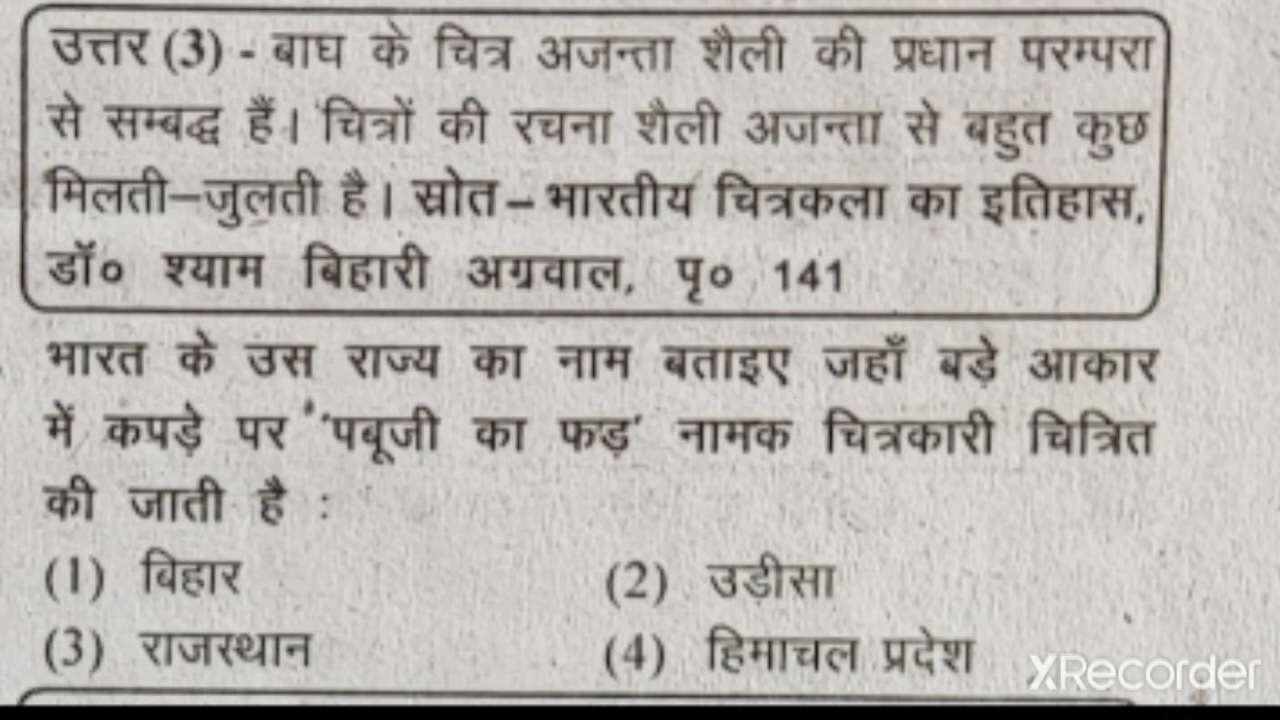 उत्तर (3) - बाघ के चित्र अजन्ता शैली की प्रधान परम्परा
से सम्बद्ध हैं। चित्रों की रचना शैली अजन्ता से बहुत कुछ
मिलती–जुलती है। स्रोत–भारतीय चित्रकला का इतिहास,
डॉ० श्याम बिहारी अग्रवाल, पृ० 141
भारत के उस राज्य का नाम बताइए जहाँ बड़े आकार
में कपड़े पर 'पबूजी का फड़' नामक चित्रकारी चित्रित
की जाती है :
(1) बिहार (2) उड़ीसा
(3) राजस्थान (4) हिमाचल प्रदेश
XRecorder